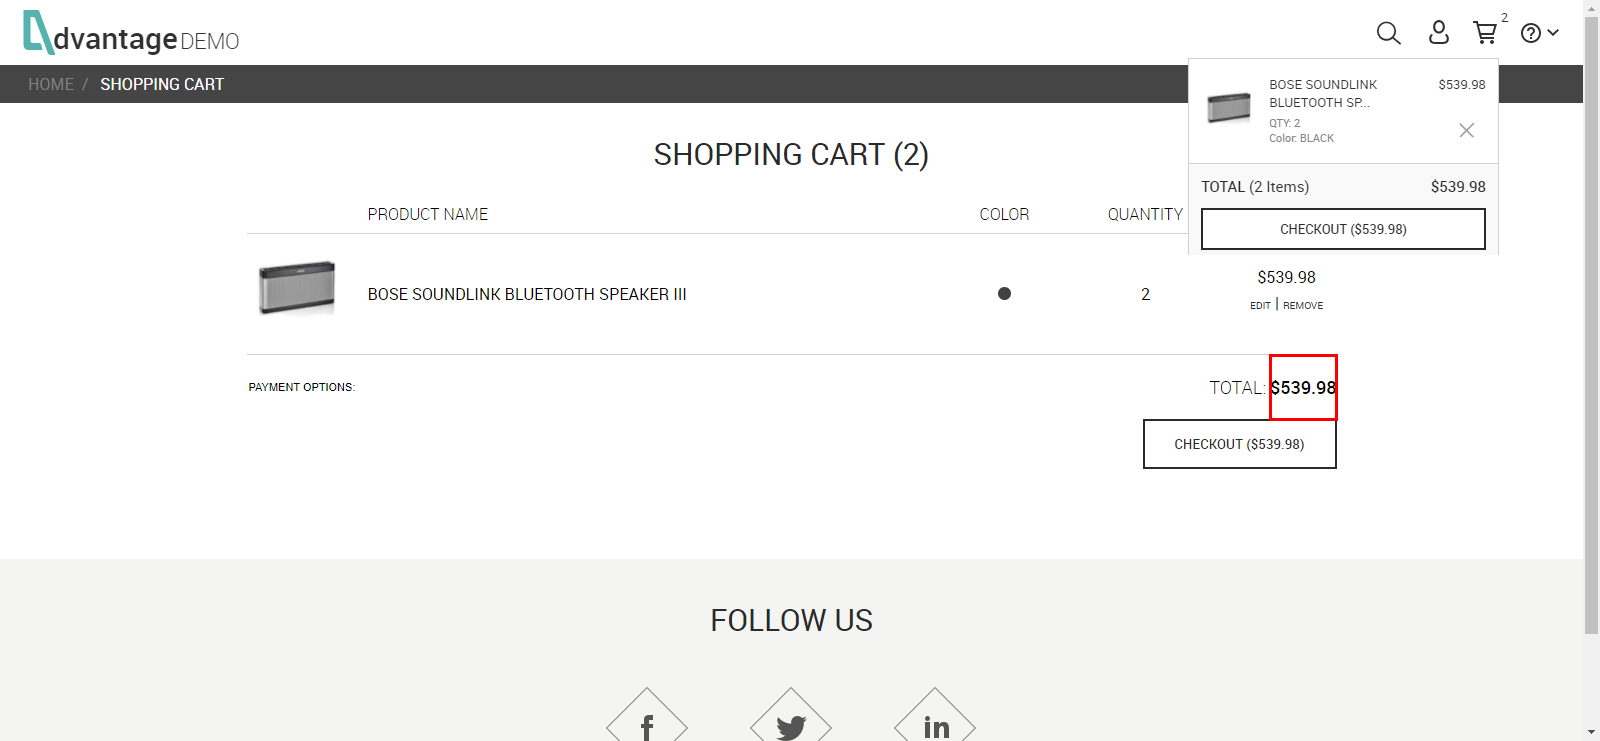 dvantage DEMO
2
HOME / SHOPPING CART
BOSE SOUNDLINK
BLUETOOTH SP...
$539.98
QTY: 2
Color: BLACK
TOTAL (2 Items) $539.98
CHECKOUT ($539.98)
SHOPPING CART (2)
PRODUCT NAME COLOR QUANTITY
BOSE SOUNDLINK BLUETOOTH SPEAKER III 2
$539.98
EDIT | REMOVE
PAYMENT OPTIONS:
TOTAL: $539.98
CHECKOUT ($539.98)
FOLLOW US
f
in